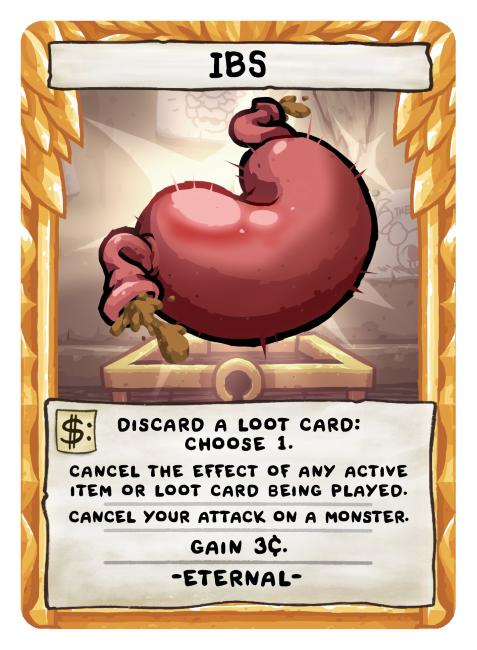 IBS
THE
$:
DISCARD A LOOT CARD:
CHOOSE 1.
CANCEL THE EFFECT OF ANY ACTIVE
ITEM OR LOOT CARD BEING PLAYED.
CANCEL YOUR ATTACK ON A MONSTER.
GAIN 3¢.
-ETERNAL-